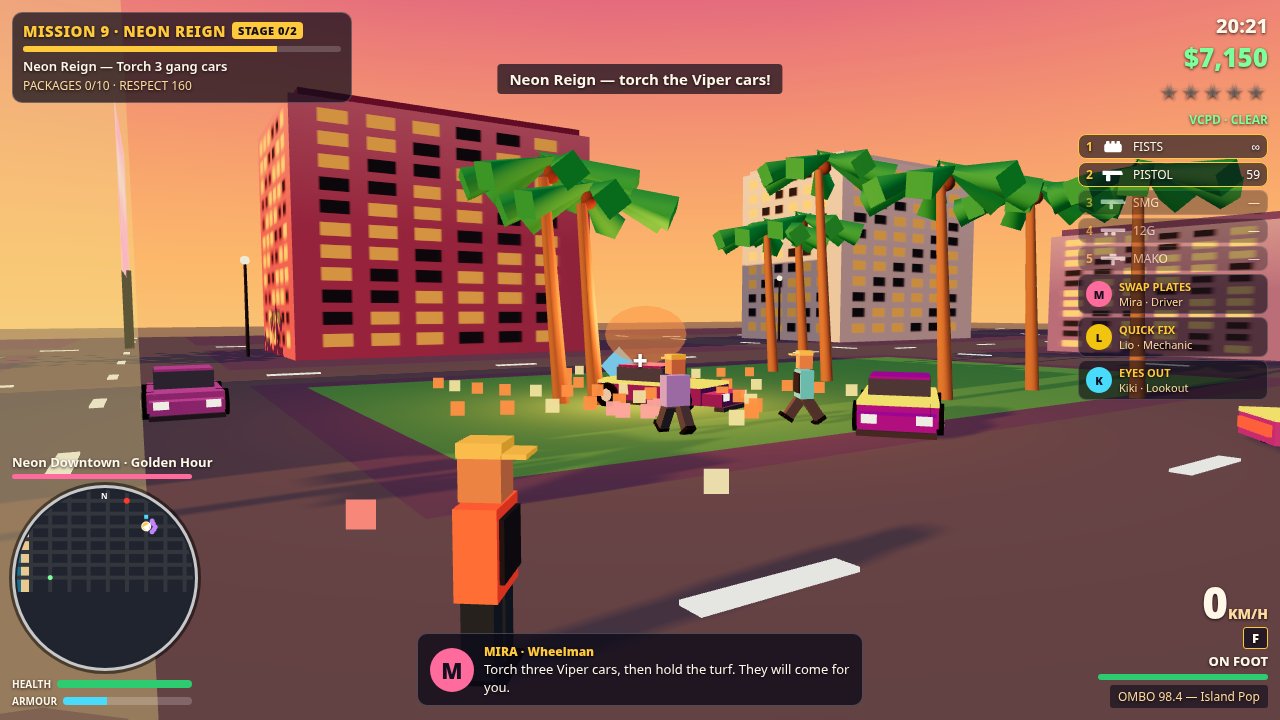 MISSION 9 · NEON REIGN STAGE 0/2
Neon Reign — Torch 3 gang cars
PACKAGES 0/10 · RESPECT 160
Neon Reign — torch the Viper cars!
20:21
$7,150
VCPD · CLEAR
1 FISTS ∞
2 PISTOL 59
3 SMG —
4 12G —
5 MAKO —
M SWAP PLATES
Mira · Driver
L QUICK FIX
Lio · Mechanic
K EYES OUT
Kiki · Lookout
Neon Downtown · Golden Hour
N
HEALTH
ARMOUR
M MIRA · Wheelman
Torch three Viper cars, then hold the turf. They will come for
you.
0 KM/H
F
ON FOOT
OMBO 98.4 — Island Pop